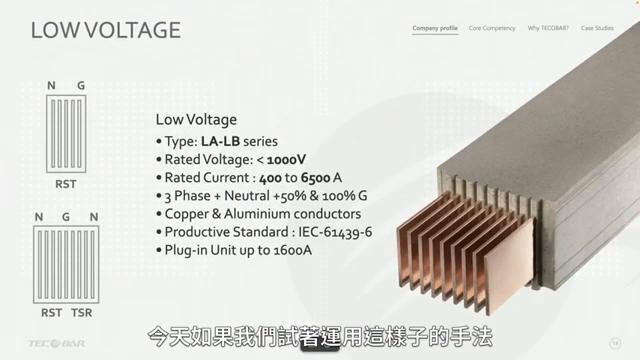 LOW VOLTAGE
Company profile
Core Competency
Why TECOBAR?
Case Studies
N G
RST
N G N
RST TSR
Low Voltage
• Type: LA-LB series
• Rated Voltage: < 1000V
• Rated Current : 400 to 6500 A
• 3 Phase + Neutral +50% & 100% G
• Copper & Aluminium conductors
• Productive Standard : IEC-61439-6
• Plug-in Unit up to 1600A
TECOBAR
今天如果我們試著運用這樣子的手法